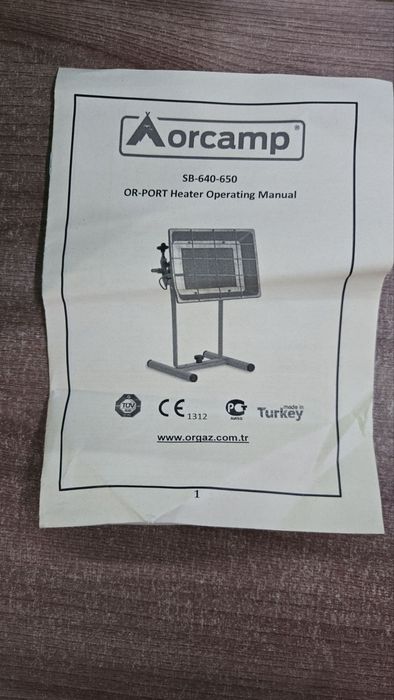 orcamp®
SB-640-650
OR-PORT Heater Operating Manual
TÜV
CE 1312
made in
Turkey
www.orgaz.com.tr
1